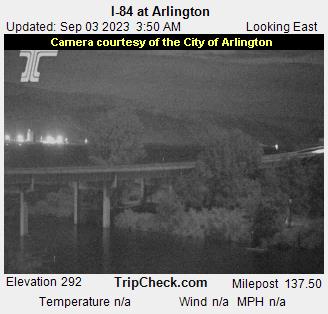 I-84 at Arlington
Updated: Sep 03 2023 3:50 AM Looking East
Camera courtesy of the City of Arlington
Elevation 292 TripCheck.com Milepost 137.50
Temperature n/a Wind n/a MPH n/a